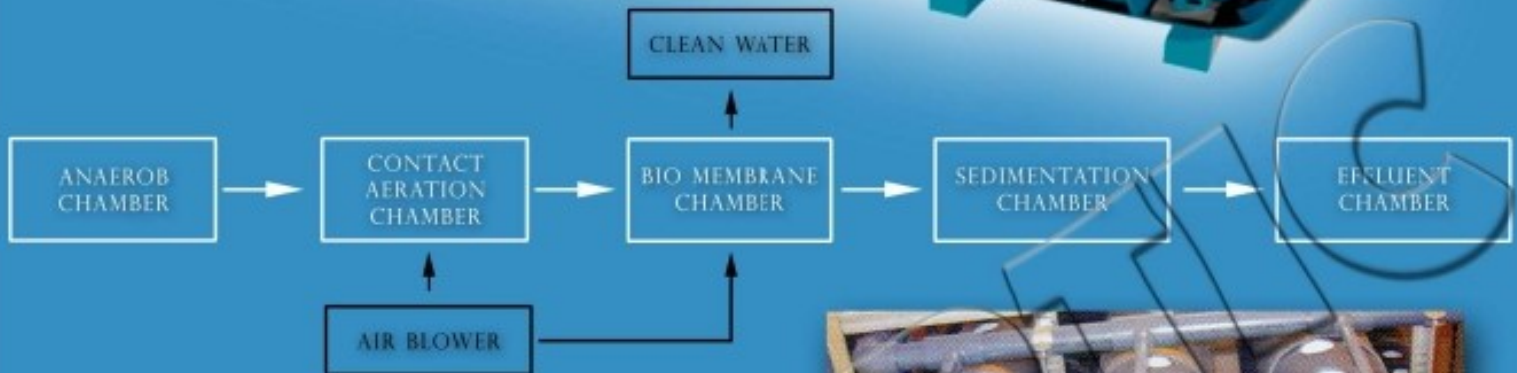 CLEAN WATER
ANAEROB
CHAMBER
CONTACT
AERATION
CHAMBER
BIO MEMBRANE
CHAMBER
SEDIMENTATION
CHAMBER
EFFLUENT
CHAMBER
AIR BLOWER